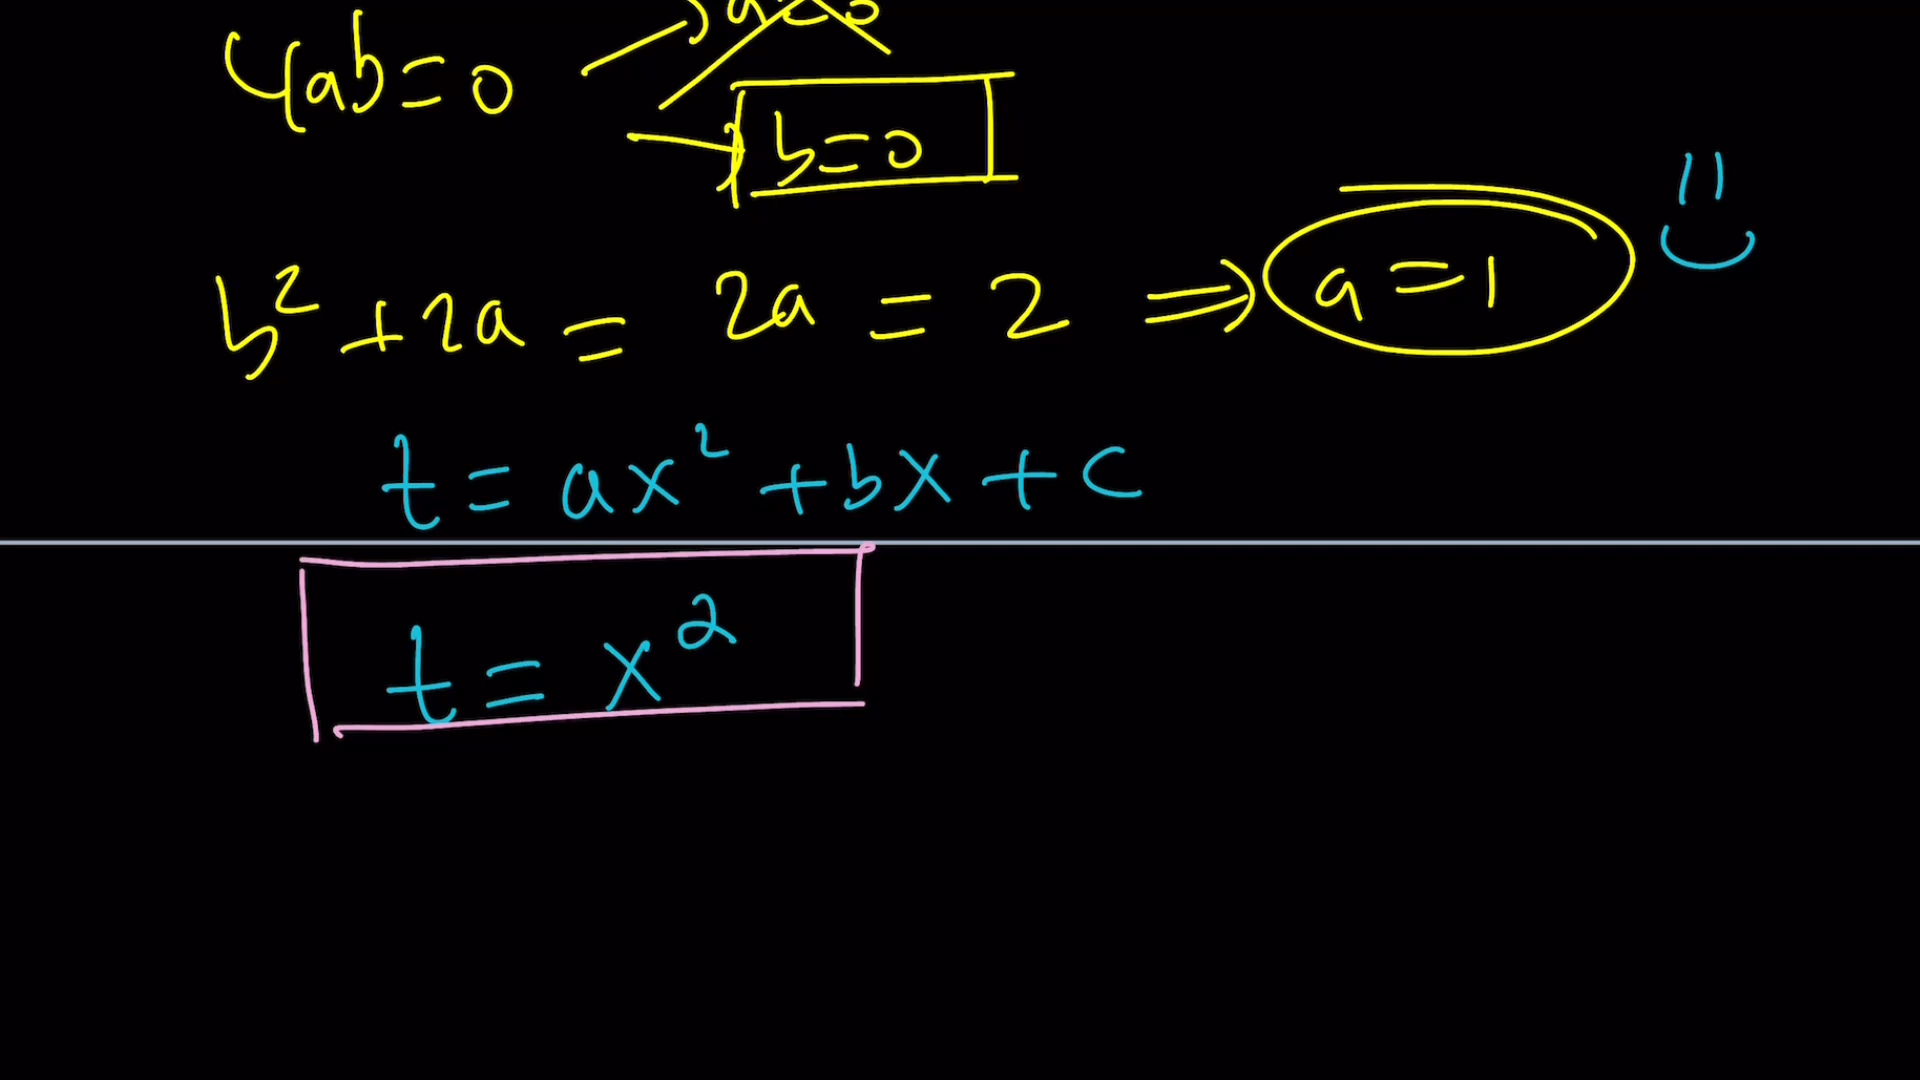 4ab = 0
b = 0
b² + 2a = 2a = 2 ⇒ a = 1
t = ax² + bx + c
t = x²